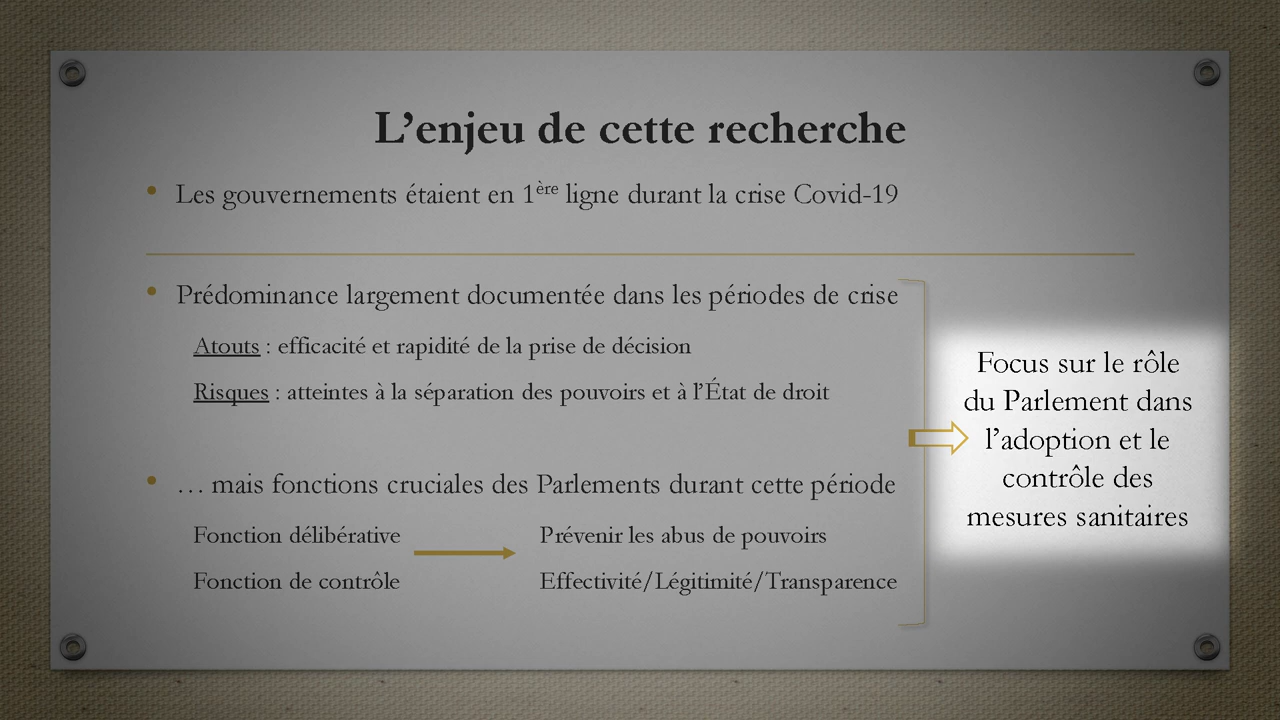 L’enjeu de cette recherche
• Les gouvernements étaient en 1ère ligne durant la crise Covid-19
• Prédominance largement documentée dans les périodes de crise
Atouts : efficacité et rapidité de la prise de décision
Risques : atteintes à la séparation des pouvoirs et à l’État de droit
• … mais fonctions cruciales des Parlements durant cette période
Fonction délibérative
Fonction de contrôle
Prévenir les abus de pouvoirs
Effectivité/Légitimité/Transparence
Focus sur le rôle
du Parlement dans
l’adoption et le
contrôle des
mesures sanitaires